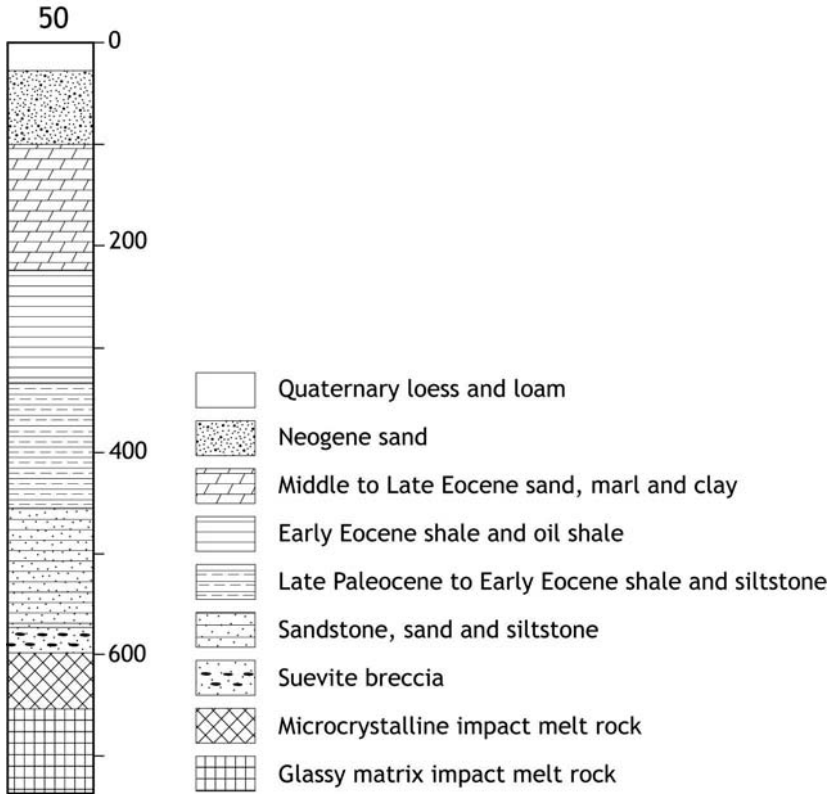 50
0
200
400
600
Quaternary loess and loam
Neogene sand
Middle to Late Eocene sand, marl and clay
Early Eocene shale and oil shale
Late Paleocene to Early Eocene shale and siltstone
Sandstone, sand and siltstone
Suevite breccia
Microcrystalline impact melt rock
Glassy matrix impact melt rock